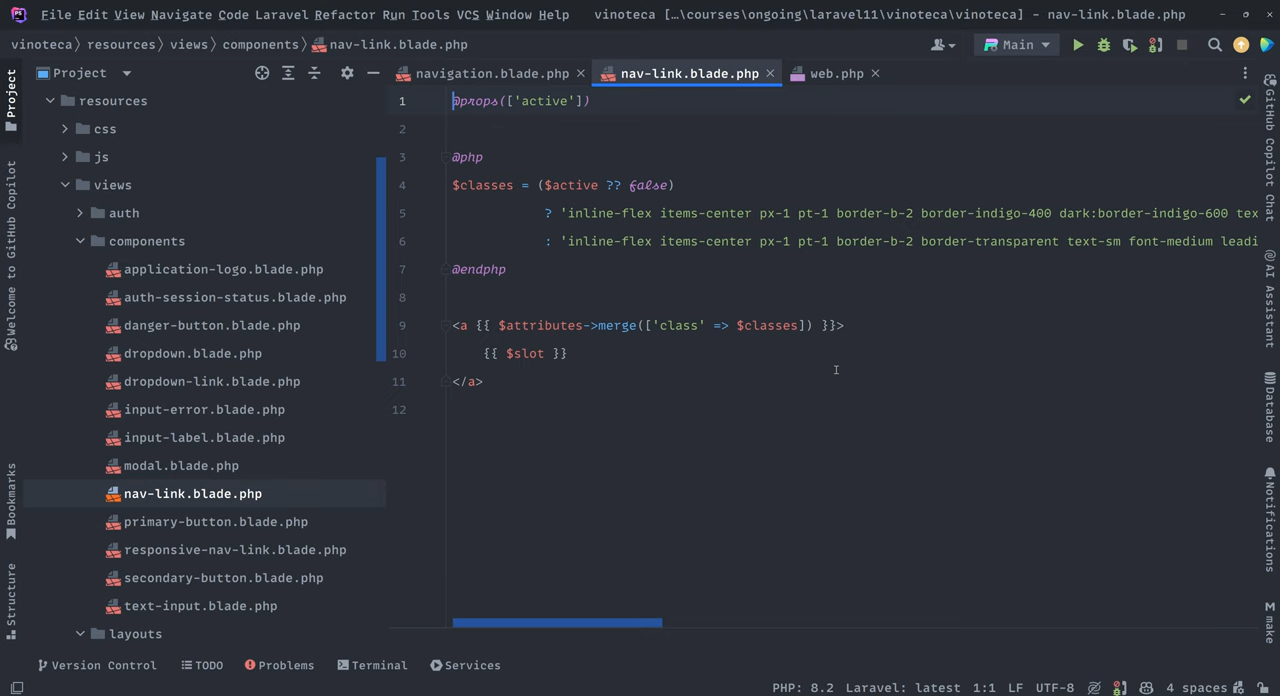 PS File Edit View Navigate Code Laravel Refactor Run Tools VCS Window Help vinoteca […\courses\ongoing\laravel11\vinoteca\vinoteca] - nav-link.blade.php
vinoteca resources views components nav-link.blade.php Main
Project navigation.blade.php nav-link.blade.php web.php
resources
css
js
views
auth
components
application-logo.blade.php
auth-session-status.blade.php
danger-button.blade.php
dropdown.blade.php
dropdown-link.blade.php
input-error.blade.php
input-label.blade.php
modal.blade.php
nav-link.blade.php
primary-button.blade.php
responsive-nav-link.blade.php
secondary-button.blade.php
text-input.blade.php
layouts
1 @props(['active'])
2
3 @php
4 $classes = ($active ?? false)
5 ? 'inline-flex items-center px-1 pt-1 border-b-2 border-indigo-400 dark:border-indigo-600 tex
6 : 'inline-flex items-center px-1 pt-1 border-b-2 border-transparent text-sm font-medium leadi
7 @endphp
8
9 <a {{ $attributes->merge(['class' => $classes]) }}>
10 {{ $slot }}
11 </a>
12
Project
Welcome to GitHub Copilot
Bookmarks
Structure
GitHub Copilot Chat
AI Assistant
Database
Notifications
M make
Version Control TODO Problems Terminal Services
PHP: 8.2 Laravel: latest 1:1 LF UTF-8 4 spaces